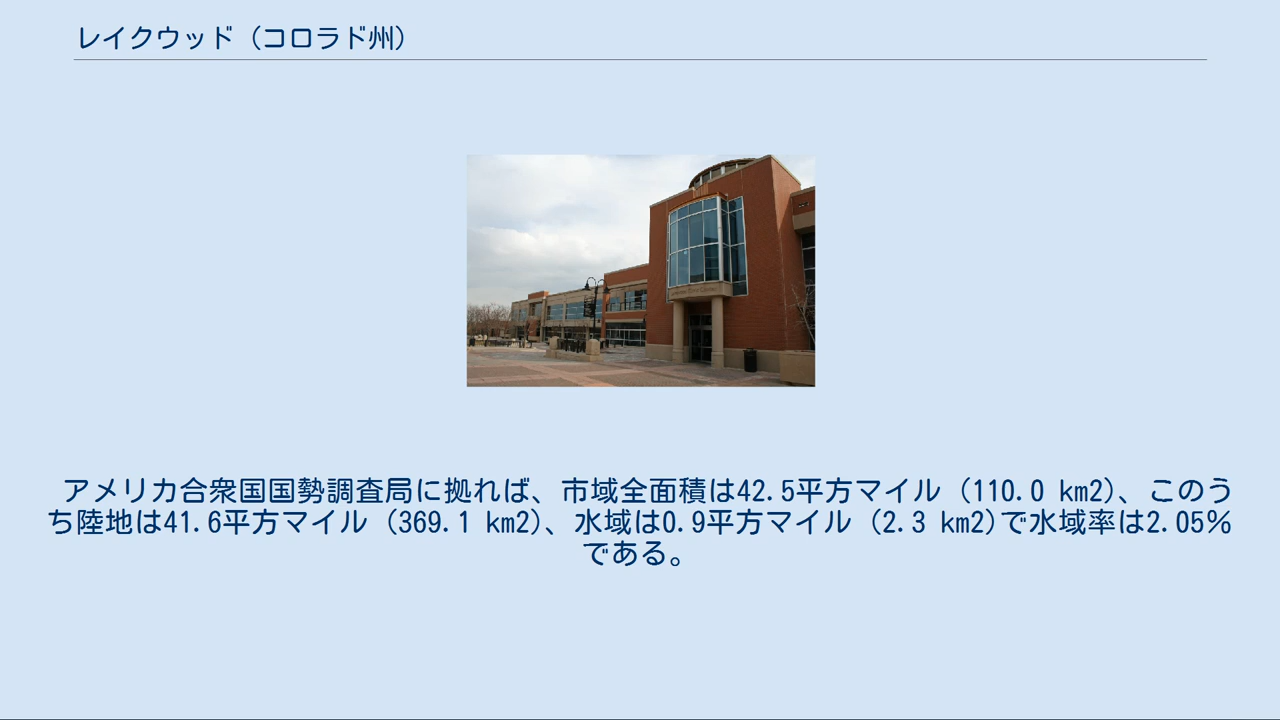 レイクウッド (コロラド州)
アメリカ合衆国国勢調査局に拠れば、市域全面積は42.5平方マイル (110.0 km2)、このう
ち陸地は41.6平方マイル (369.1 km2)、水域は0.9平方マイル (2.3 km2)で水域率は2.05%
である。